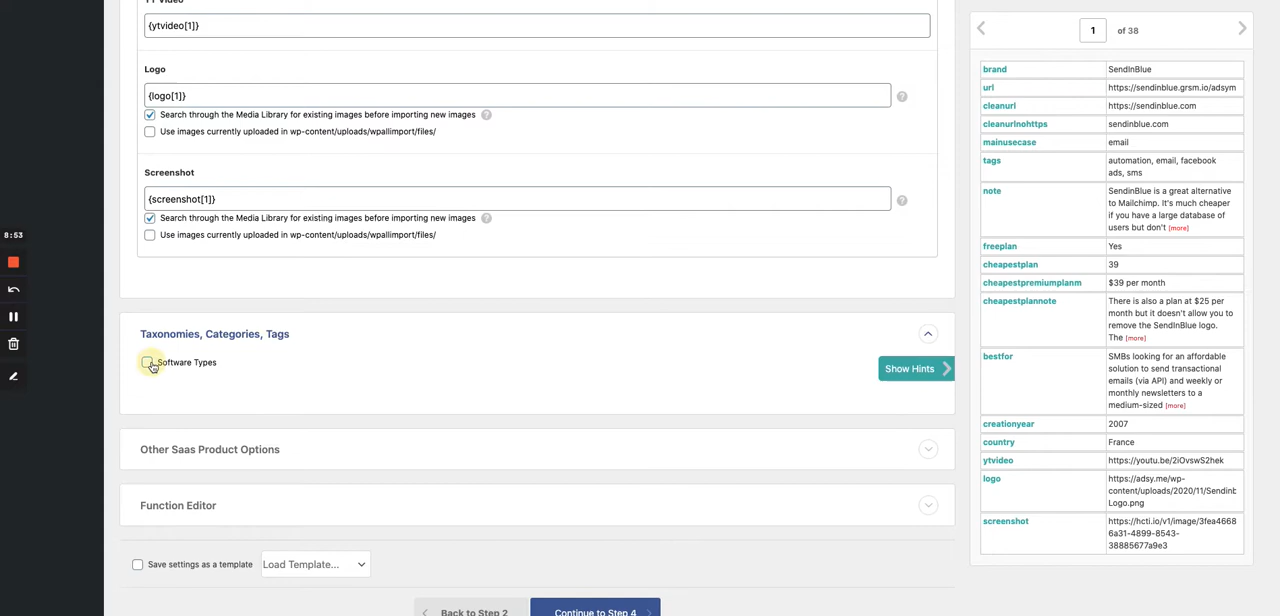 YT Video
{ytvideo[1]}
Logo
{logo[1]}
Search through the Media Library for existing images before importing new images ?
Use images currently uploaded in wp-content/uploads/wpallimport/files/
Screenshot
{screenshot[1]}
Search through the Media Library for existing images before importing new images ?
Use images currently uploaded in wp-content/uploads/wpallimport/files/
Taxonomies, Categories, Tags
Software Types
Show Hints
Other Saas Product Options
Function Editor
Save settings as a template Load Template...
Back to Step 2 Continue to Step 4
8:53
1 of 38
brand SendInBlue
url https://sendinblue.grsm.io/adsym
cleanurl https://sendinblue.com
cleanurlnohttps sendinblue.com
mainusecase email
tags automation, email, facebook
ads, sms
note SendinBlue is a great alternative
to Mailchimp. It's much cheaper
if you have a large database of
users but don't [more]
freeplan Yes
cheapestplan 39
cheapestpremiumplanm $39 per month
cheapestplannote There is also a plan at $25 per
month but it doesn't allow you to
remove the SendInBlue logo.
The [more]
bestfor SMBs looking for an affordable
solution to send transactional
emails (via API) and weekly or
monthly newsletters to a
medium-sized [more]
creationyear 2007
country France
ytvideo https://youtu.be/2iOvswS2hek
logo https://adsy.me/wp-
content/uploads/2020/11/Sendinb
Logo.png
screenshot https://hcti.io/v1/image/3fea4668
6a31-4899-8543-
38885677a9e3